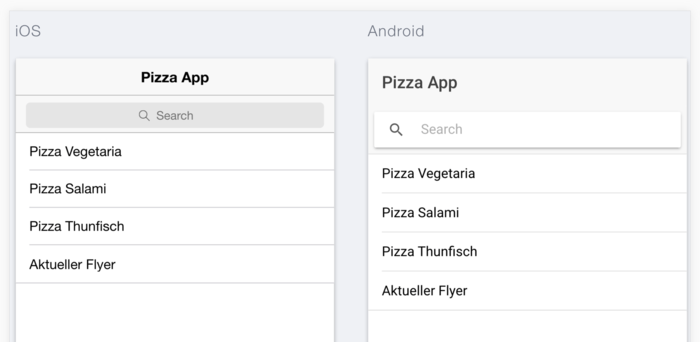 iOS
Pizza App
Search
Pizza Vegetaria
Pizza Salami
Pizza Thunfisch
Aktueller Flyer
Android
Pizza App
Search
Pizza Vegetaria
Pizza Salami
Pizza Thunfisch
Aktueller Flyer